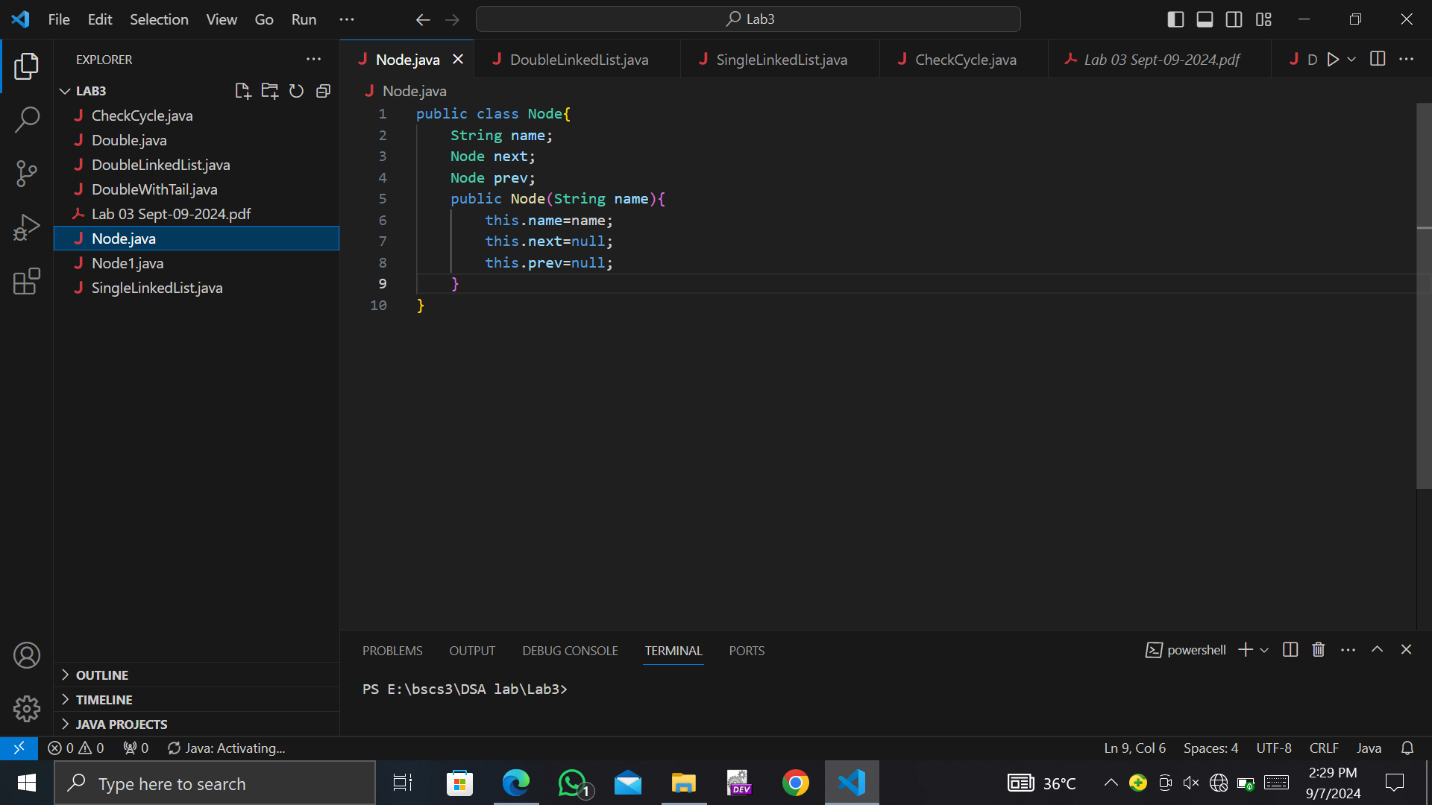 File Edit Selection View Go Run ··· Lab3
EXPLORER ···
LAB3
CheckCycle.java
Double.java
DoubleLinkedList.java
DoubleWithTail.java
Lab 03 Sept-09-2024.pdf
Node.java
Node1.java
SingleLinkedList.java
OUTLINE
TIMELINE
JAVA PROJECTS
Node.java DoubleLinkedList.java SingleLinkedList.java CheckCycle.java Lab 03 Sept-09-2024.pdf D
Node.java
1 public class Node{
2 String name;
3 Node next;
4 Node prev;
5 public Node(String name){
6 this.name=name;
7 this.next=null;
8 this.prev=null;
9 }
10 }
PROBLEMS OUTPUT DEBUG CONSOLE TERMINAL PORTS powershell
PS E:\bscs3\DSA lab\Lab3>
0 0 0 Java: Activating... Ln 9, Col 6 Spaces: 4 UTF-8 CRLF Java
Type here to search 1 DEV 36°C 2:29 PM
9/7/2024